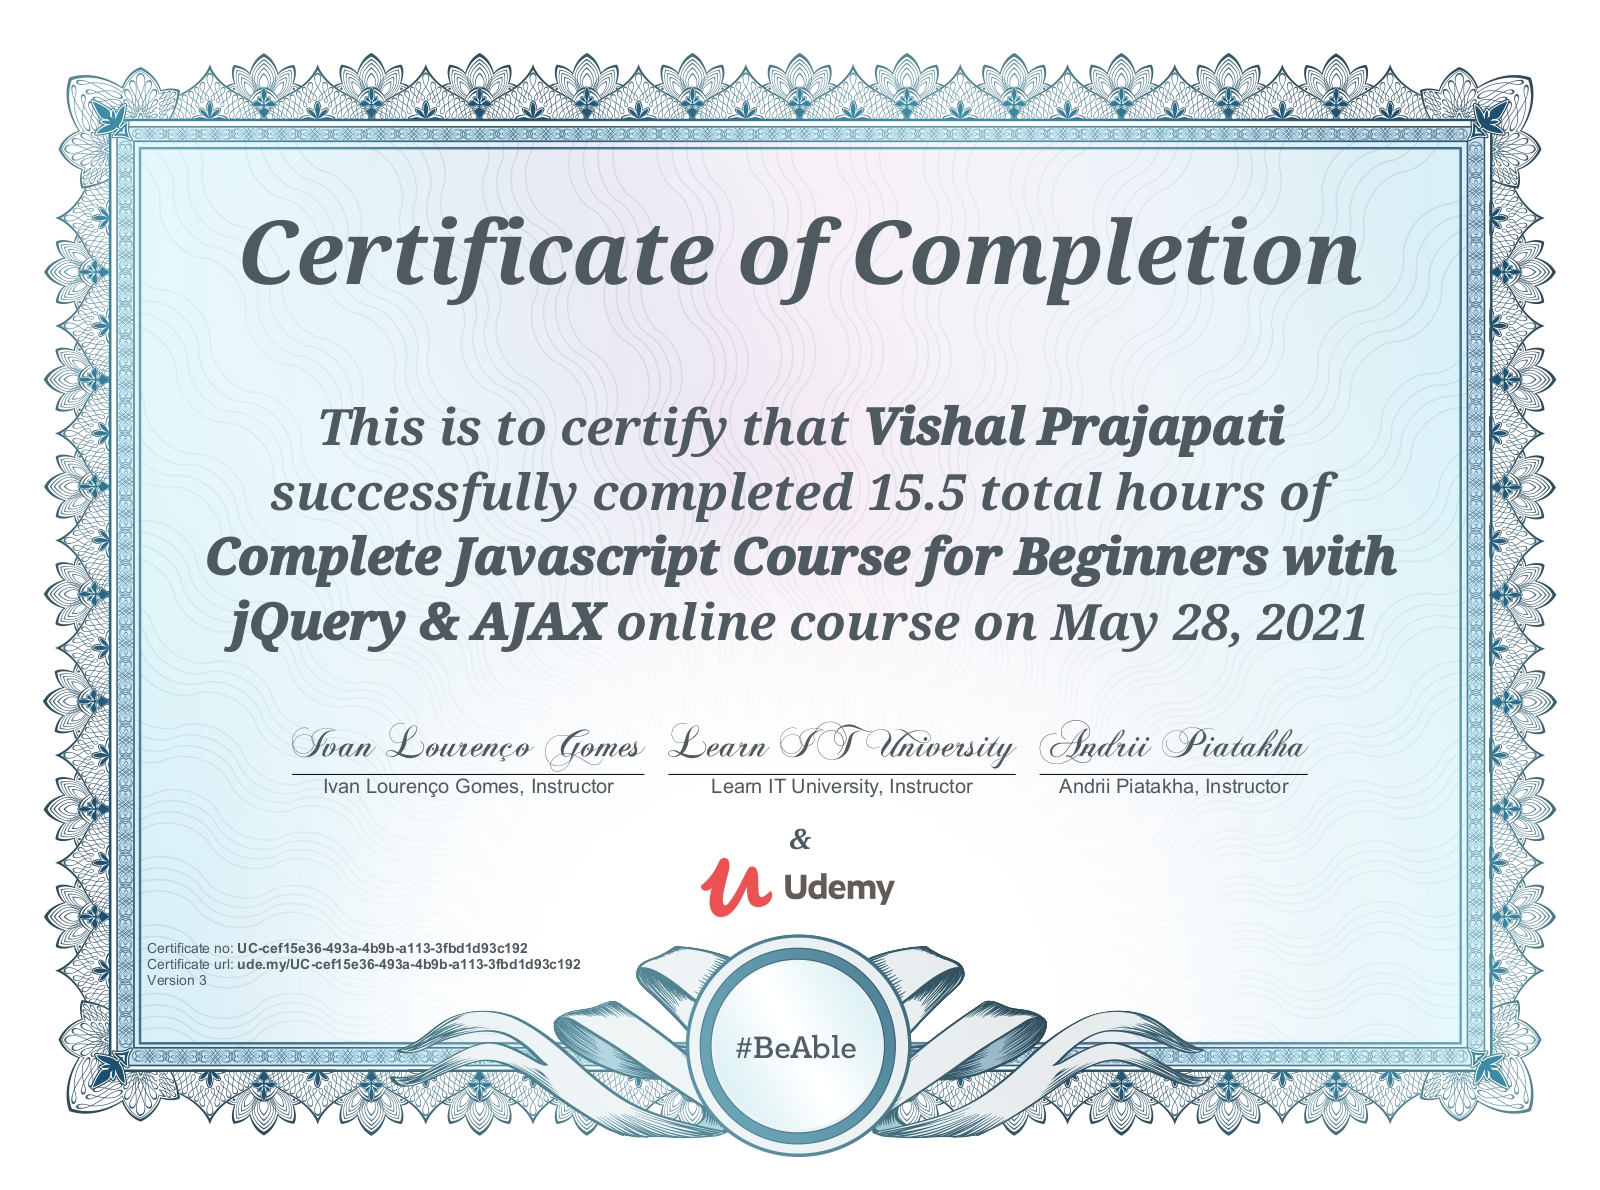 Certificate of Completion
This is to certify that Vishal Prajapati
successfully completed 15.5 total hours of
Complete Javascript Course for Beginners with
jQuery & AJAX online course on May 28, 2021
Ivan Lourenço Gomes Learn IT University Andrii Piatakha
Ivan Lourenço Gomes, Instructor Learn IT University, Instructor Andrii Piatakha, Instructor
&
Udemy
Certificate no: UC-cef15e36-493a-4b9b-a113-3fbd1d93c192
Certificate url: ude.my/UC-cef15e36-493a-4b9b-a113-3fbd1d93c192
Version 3
#BeAble